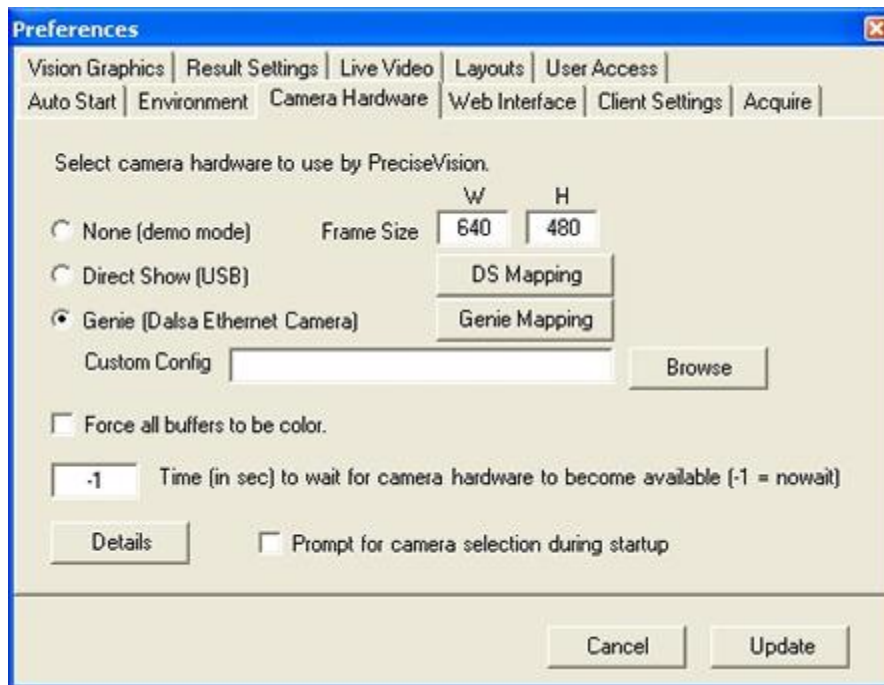 Preferences
Vision Graphics Result Settings Live Video Layouts User Access
Auto Start Environment Camera Hardware Web Interface Client Settings Acquire
Select camera hardware to use by PreciseVision.
W H
None (demo mode) Frame Size 640 480
Direct Show (USB) DS Mapping
Genie (Dalsa Ethernet Camera) Genie Mapping
Custom Config Browse
Force all buffers to be color.
-1 Time (in sec) to wait for camera hardware to become available (-1 = nowait)
Details Prompt for camera selection during startup
Cancel Update